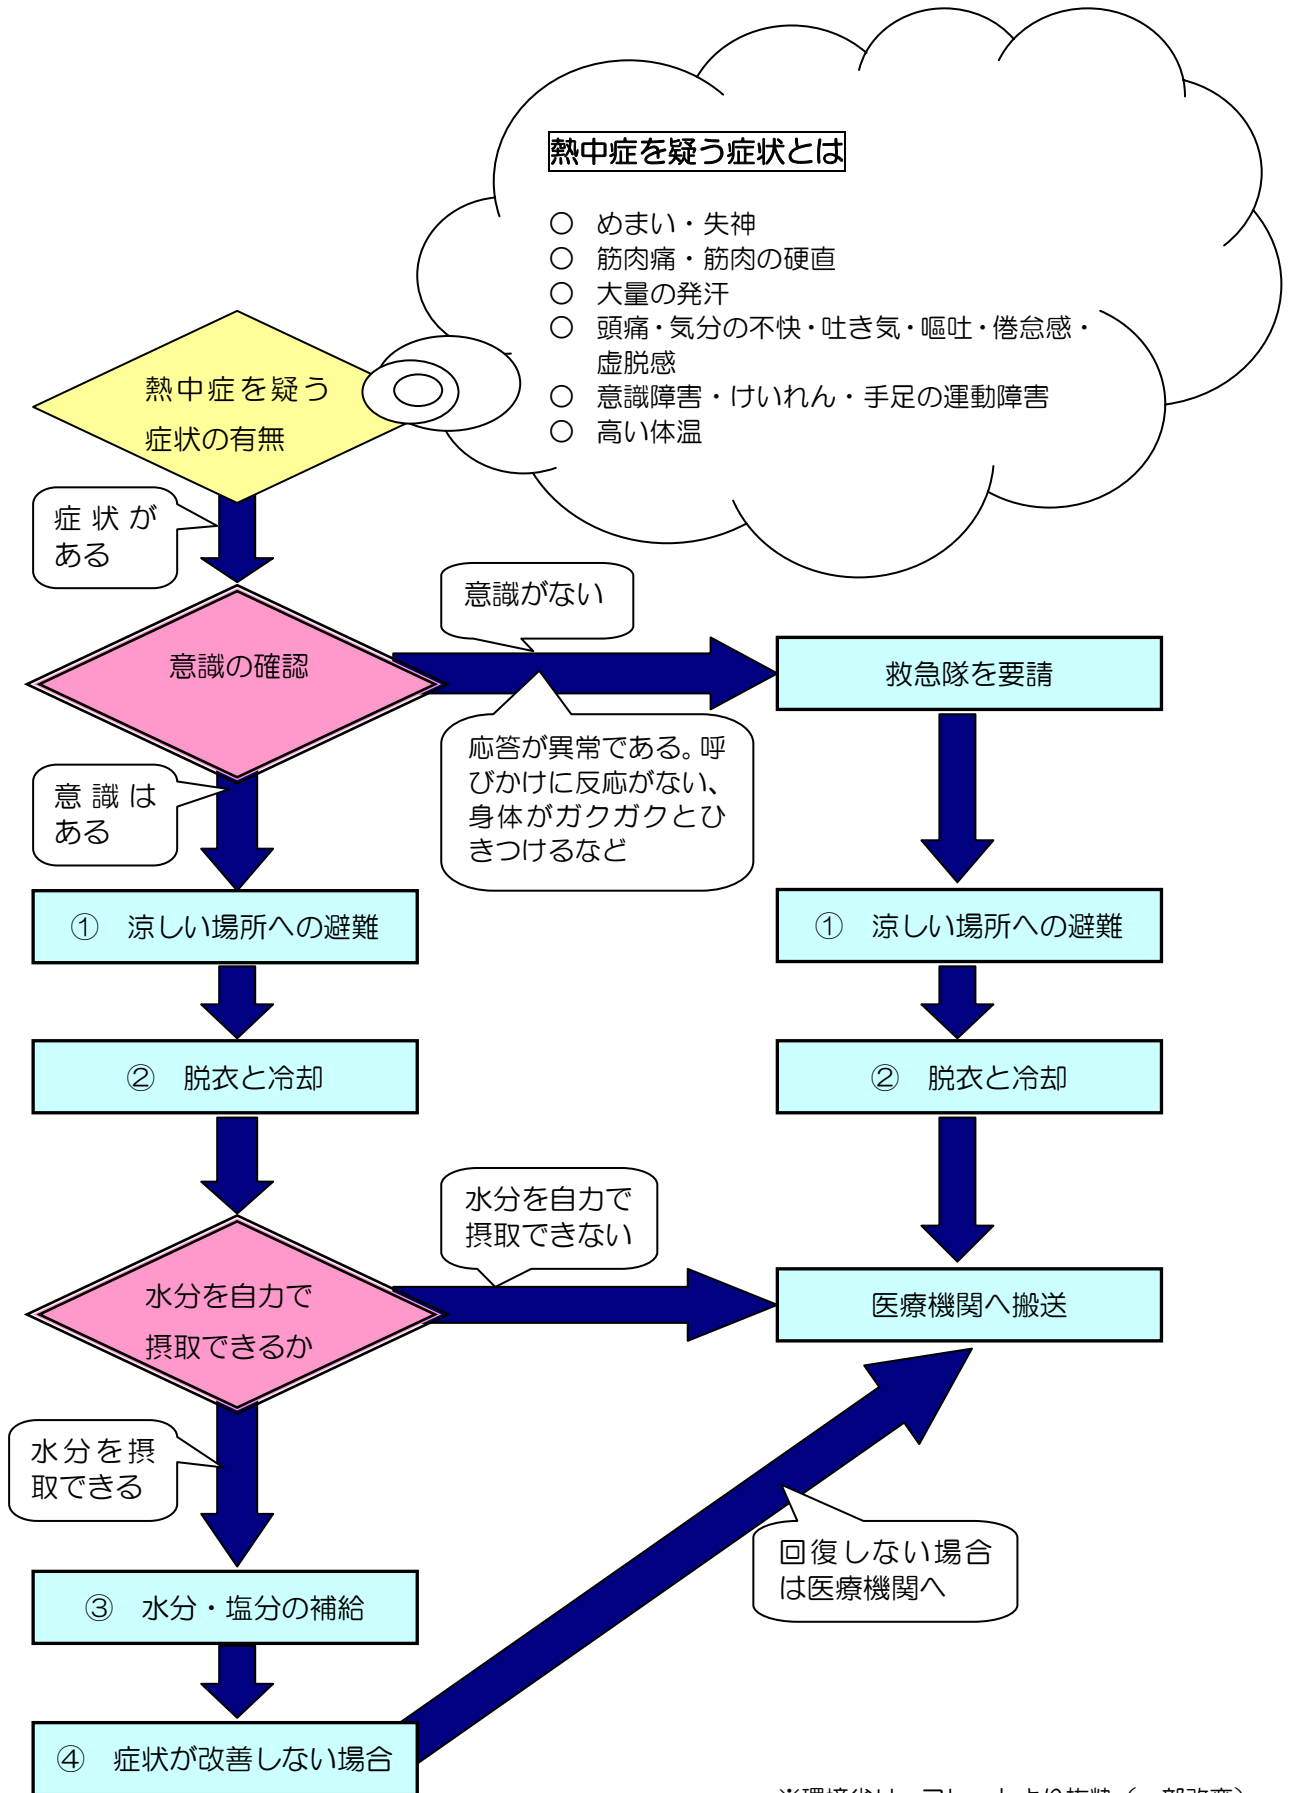 熱中症を疑う症状とは
○ めまい・失神
○ 筋肉痛・筋肉の硬直
○ 大量の発汗
○ 頭痛・気分の不快・吐き気・嘔吐・倦怠感・
虚脱感
○ 意識障害・けいれん・手足の運動障害
○ 高い体温
熱中症を疑う
症状の有無
症状が
ある
意識の確認
意識がない
救急隊を要請
応答が異常である。呼
びかけに反応がない、
身体がガクガクとひ
きつけるなど
意識は
ある
① 涼しい場所への避難
① 涼しい場所への避難
② 脱衣と冷却
② 脱衣と冷却
水分を自力で
摂取できない
水分を自力で
摂取できるか
医療機関へ搬送
水分を摂
取できる
回復しない場合
は医療機関へ
③ 水分・塩分の補給
④ 症状が改善しない場合